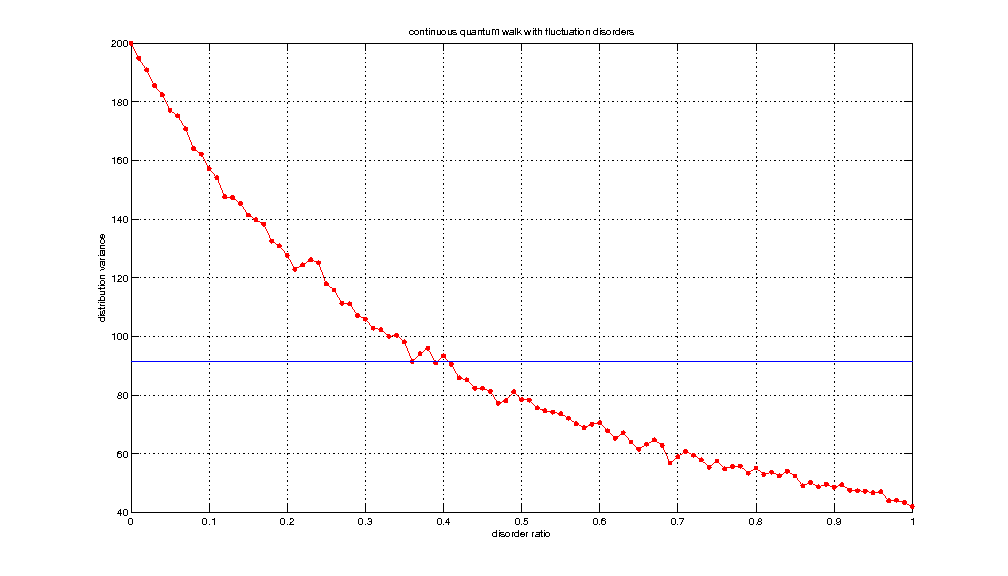 continuous quantum walk with fluctuation disorders
200
180
160
140
120
100
80
60
40
distribution variance
0 0.1 0.2 0.3 0.4 0.5 0.6 0.7 0.8 0.9 1
disorder ratio